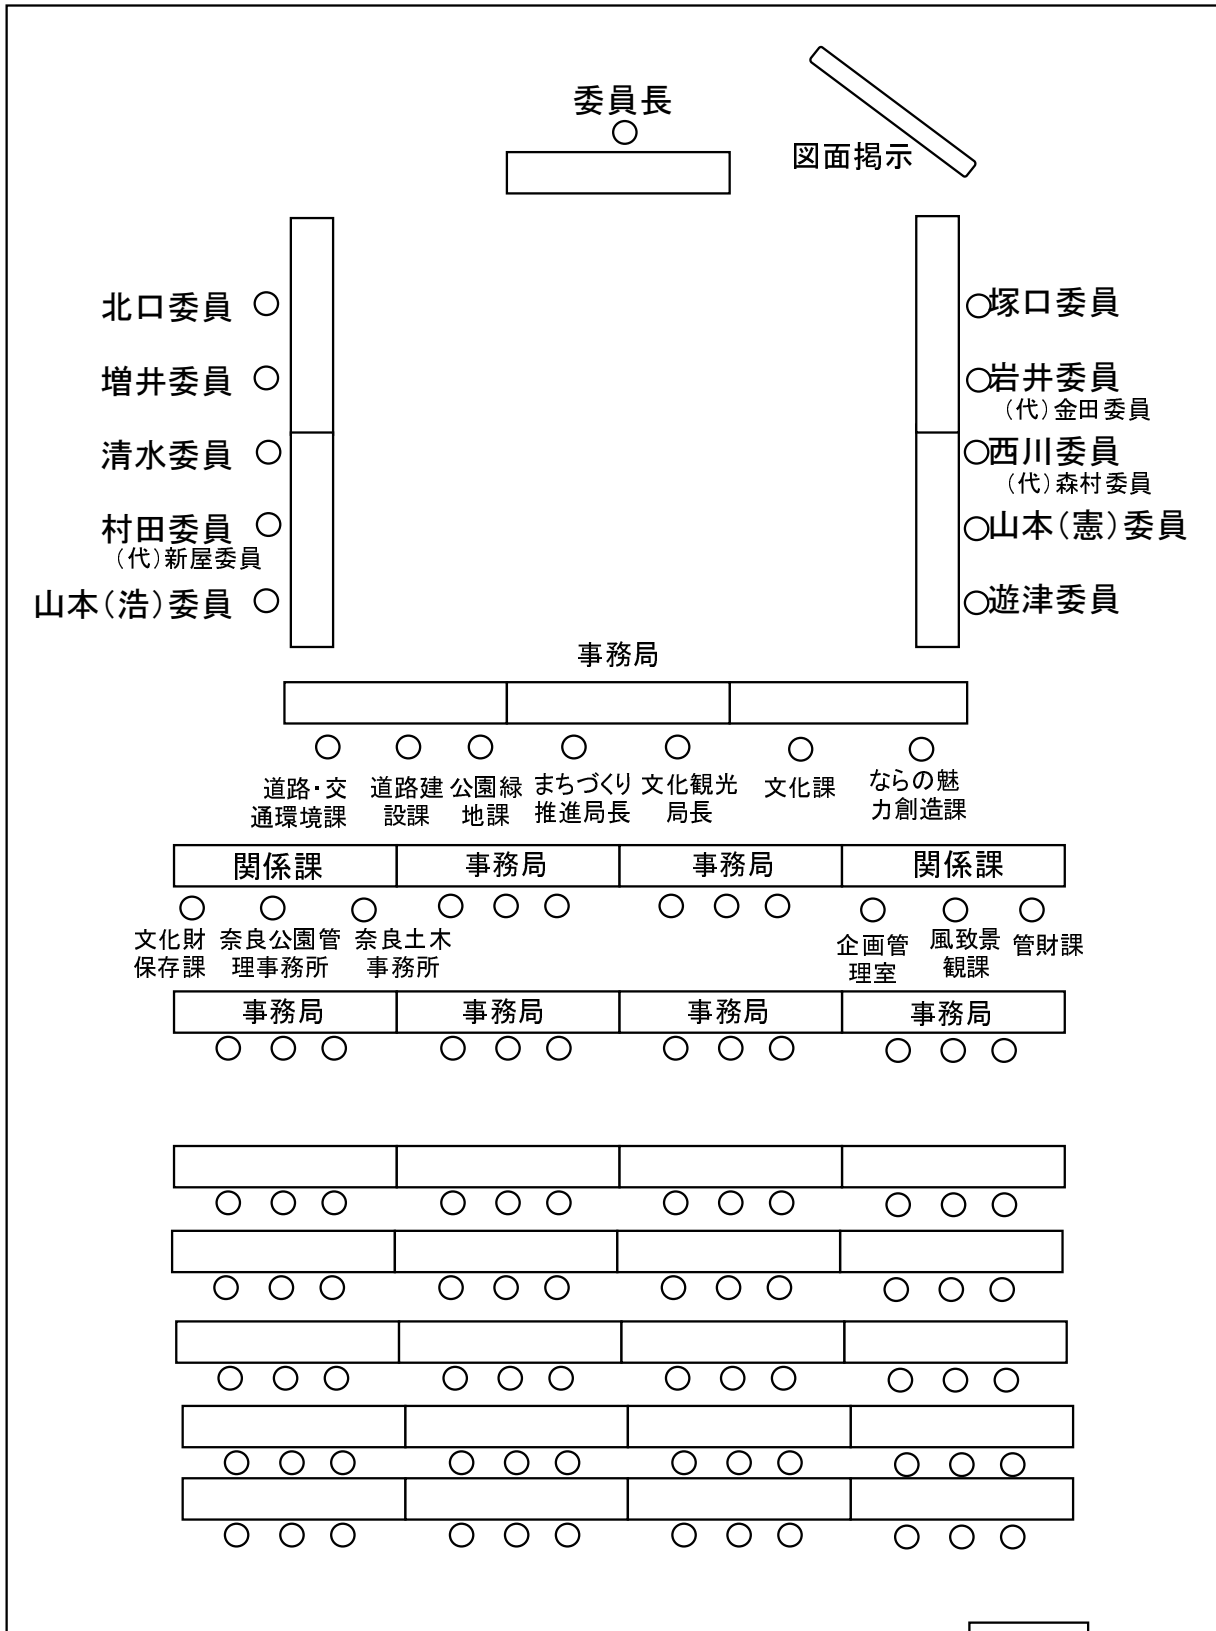 委員長
図面掲示
北口委員
塚口委員
増井委員
岩井委員
（代）金田委員
清水委員
西川委員
（代）森村委員
村田委員
（代）新屋委員
山本（憲）委員
山本（浩）委員
遊津委員
事務局
道路・交
通環境課
道路建
設課
公園緑
地課
まちづくり
推進局長
文化観光
局長
文化課
ならの魅
力創造課
関係課
事務局
事務局
関係課
文化財
保存課
奈良公園管
理事務所
奈良土木
事務所
企画管
理室
風致景
観課
管財課
事務局
事務局
事務局
事務局